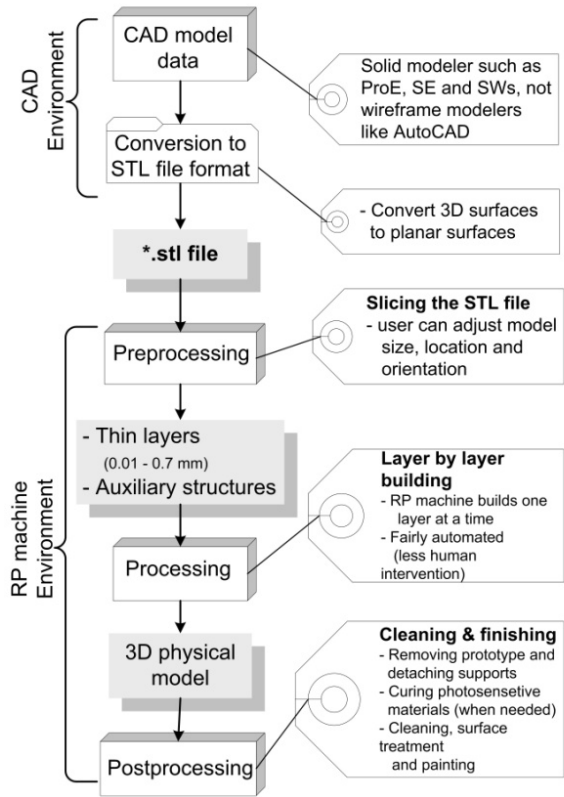 CAD model
data
Solid modeler such as
ProE, SE and SWs, not
wireframe modelers
like AutoCAD
CAD
Environment
Conversion to
STL file format
- Convert 3D surfaces
to planar surfaces
*.stl file
Slicing the STL file
- user can adjust model
size, location and
orientation
Preprocessing
- Thin layers
(0.01 - 0.7 mm)
- Auxiliary structures
Layer by layer
building
- RP machine builds one
layer at a time
- Fairly automated
(less human
intervention)
RP machine
Environment
Processing
3D physical
model
Cleaning & finishing
- Removing prototype and
detaching supports
- Curing photosensetive
materials (when needed)
- Cleaning, surface
treatment
and painting
Postprocessing